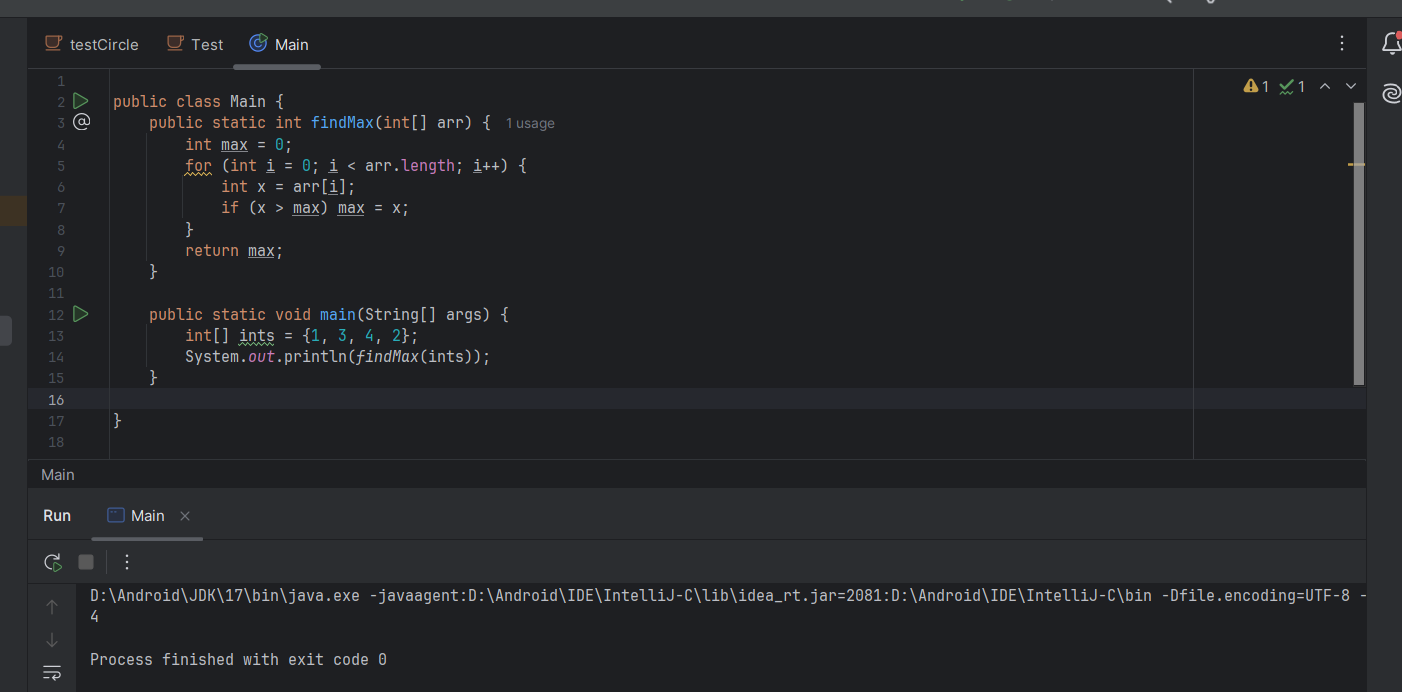 testCircle Test Main
1
2 public class Main {
3 @ public static int findMax(int[] arr) { 1 usage
4 int max = 0;
5 for (int i = 0; i < arr.length; i++) {
6 int x = arr[i];
7 if (x > max) max = x;
8 }
9 return max;
10 }
11
12 public static void main(String[] args) {
13 int[] ints = {1, 3, 4, 2};
14 System.out.println(findMax(ints));
15 }
16
17 }
18
1 1
Main
Run Main
D:\Android\JDK\17\bin\java.exe -javaagent:D:\Android\IDE\IntelliJ-C\lib\idea_rt.jar=2081:D:\Android\IDE\IntelliJ-C\bin -Dfile.encoding=UTF-8 -
4
Process finished with exit code 0